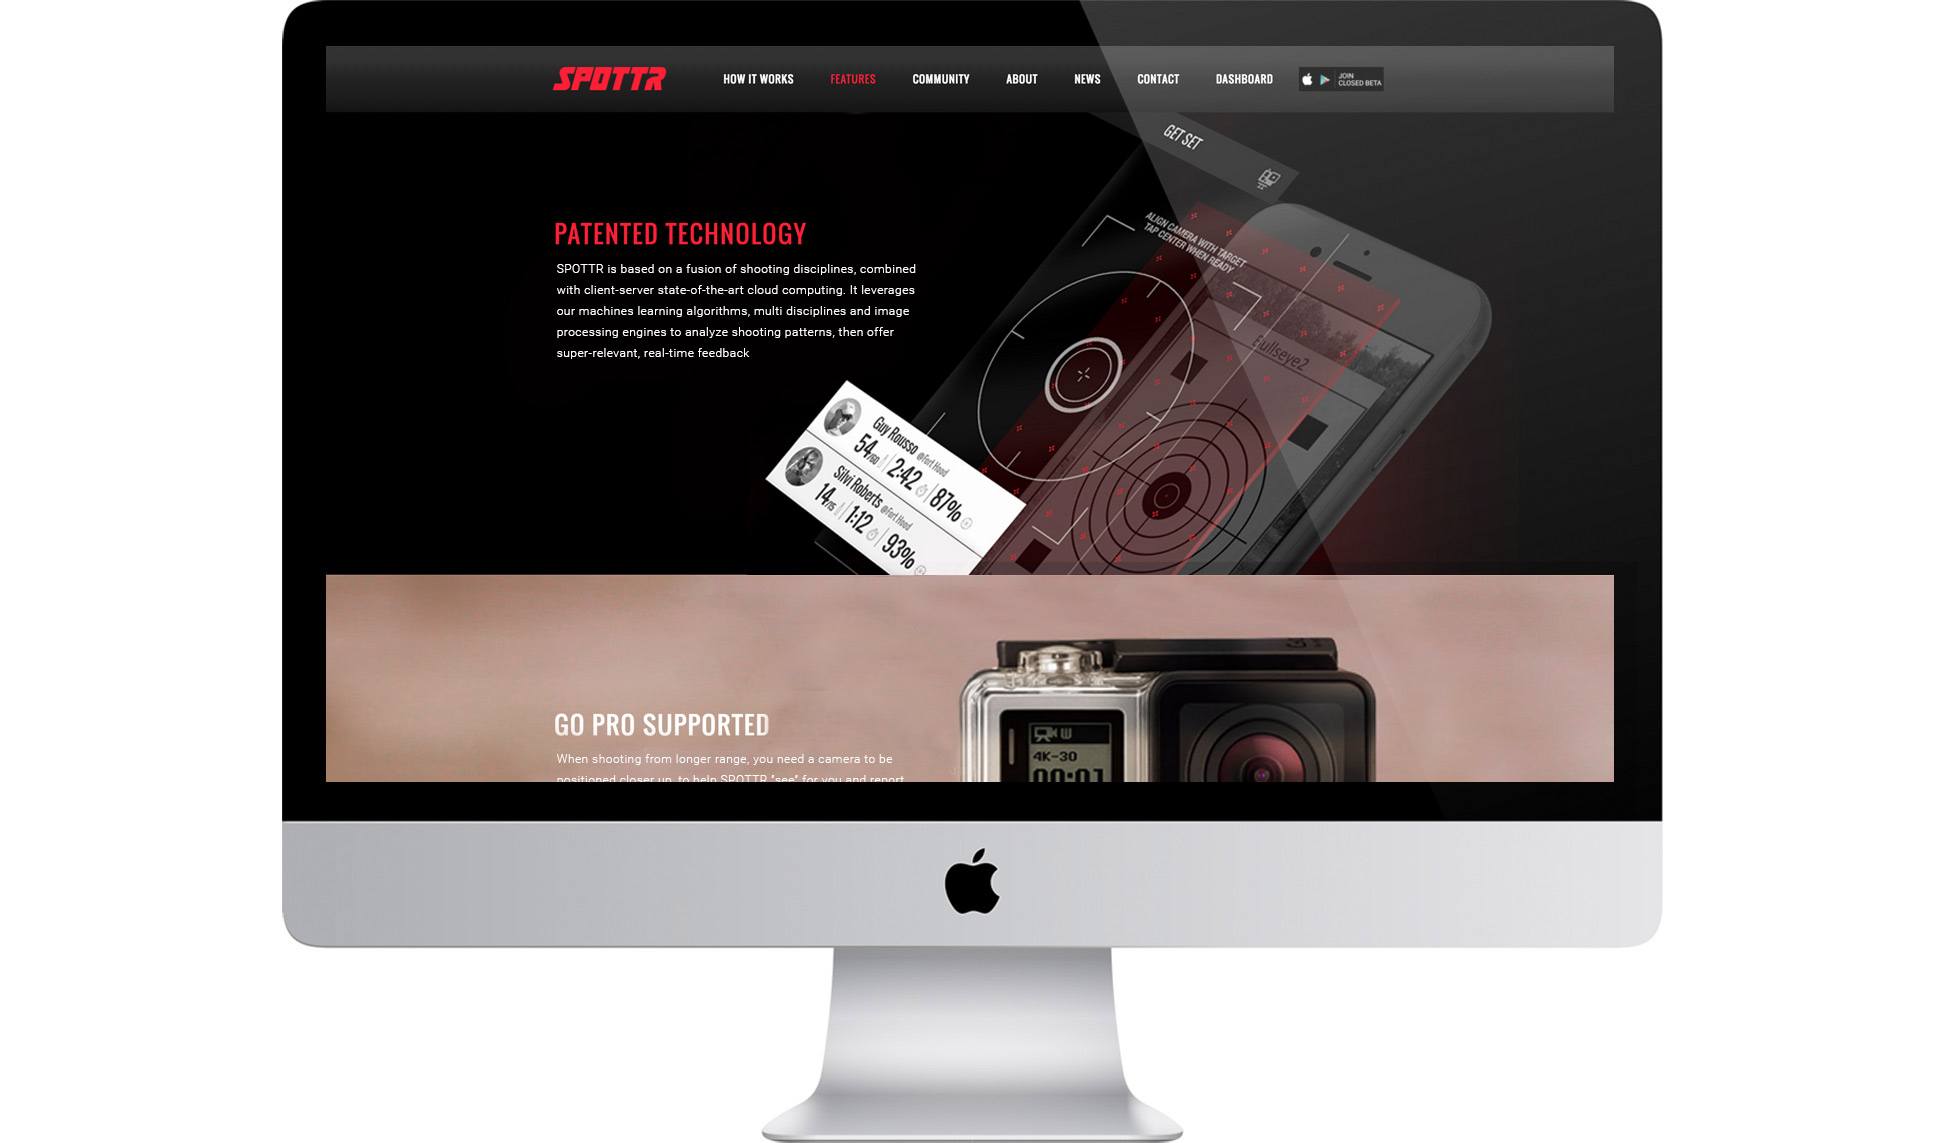 SPOTTR
HOW IT WORKS
FEATURES
COMMUNITY
ABOUT
NEWS
CONTACT
DASHBOARD
JOIN
CLOSED BETA
GET SET
ALIGN CAMERA WITH TARGET
TAP CENTER WHEN READY
PATENTED TECHNOLOGY
SPOTTR is based on a fusion of shooting disciplines, combined
with client-server state-of-the-art cloud computing. It leverages
our machines learning algorithms, multi disciplines and image
processing engines to analyze shooting patterns, then offer
super-relevant, real-time feedback
Bullseye2
Guy Rousso @Fort Hood
54/60 2:42 87%
Silvi Roberts @Fort Hood
14/15 1:12 93%
GO PRO SUPPORTED
When shooting from longer range, you need a camera to be
positioned closer up, to help SPOTTR "see" for you and report
W
4K-30
00:01